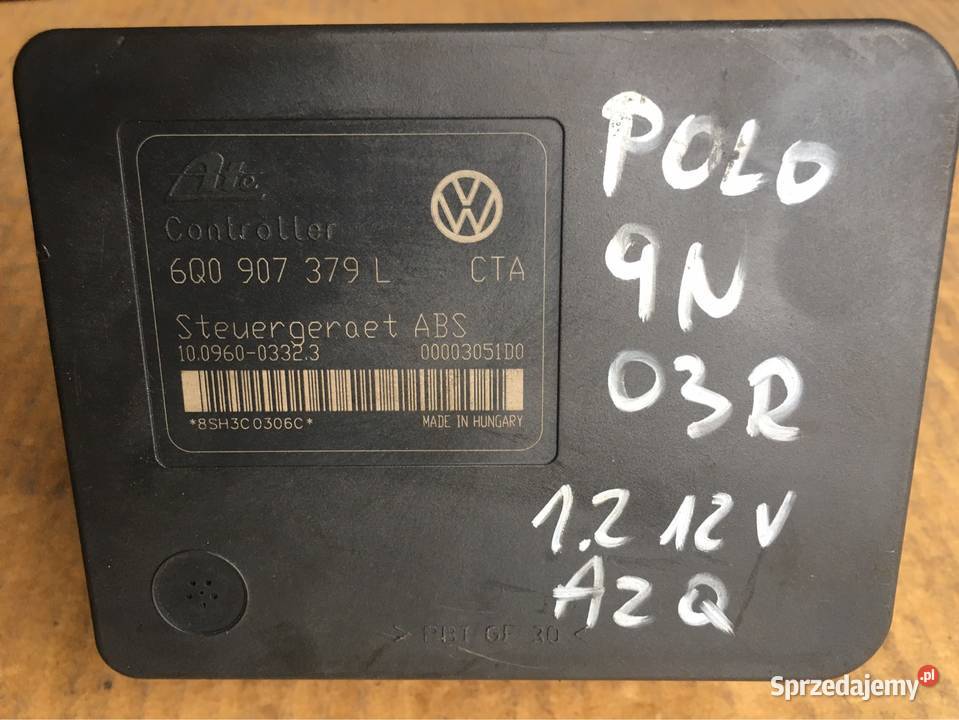 Ate
Controller
6Q0 907 379 L CTA
Steuergeraet ABS
10.0960-0332.3 00003051D0
*8SH3C0306C* MADE IN HUNGARY
POLO
9N
03R
1.2 12V
AZQ
> PBT GF 30 <
Sprzedajemy.pl